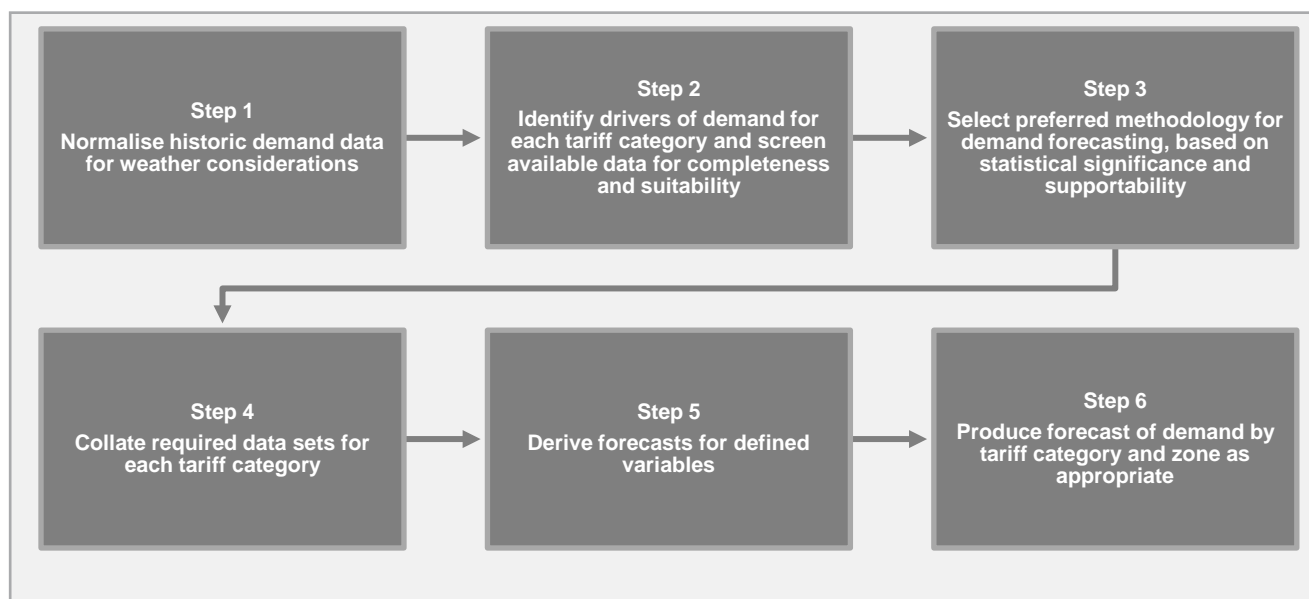 Step 1
Normalise historic demand data
for weather considerations
Step 2
Identify drivers of demand for
each tariff category and screen
available data for completeness
and suitability
Step 3
Select preferred methodology for
demand forecasting, based on
statistical significance and
supportability
Step 4
Collate required data sets for
each tariff category
Step 5
Derive forecasts for defined
variables
Step 6
Produce forecast of demand by
tariff category and zone as
appropriate